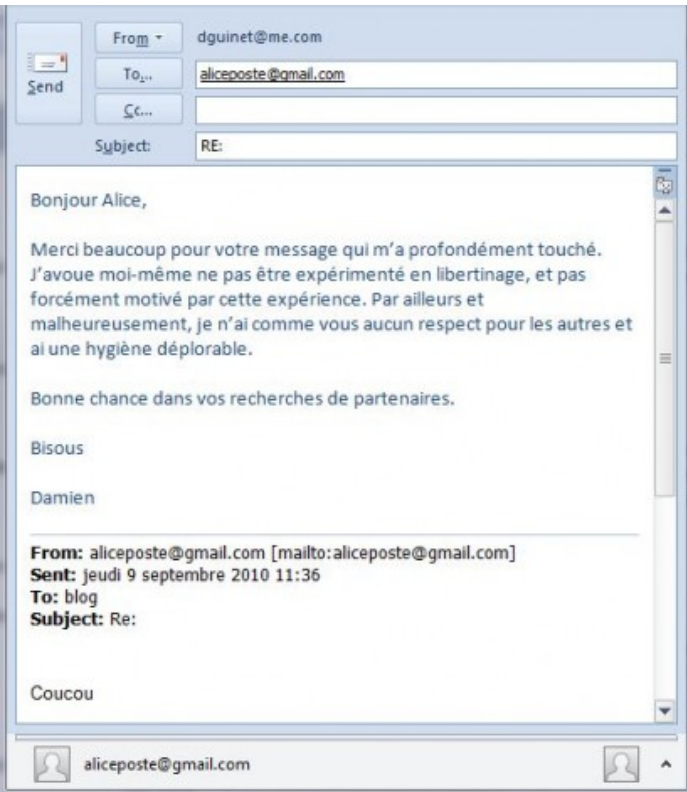 From
dguinet@me.com
Send
To...
aliceposte@gmail.com
Cc...
Subject:
RE:
Bonjour Alice,
Merci beaucoup pour votre message qui m'a profondément touché.
J'avoue moi-même ne pas être expérimenté en libertinage, et pas
forcément motivé par cette expérience. Par ailleurs et
malheureusement, je n'ai comme vous aucun respect pour les autres et
ai une hygiène déplorable.
Bonne chance dans vos recherches de partenaires.
Bisous
Damien
From: aliceposte@gmail.com [mailto:aliceposte@gmail.com]
Sent: jeudi 9 septembre 2010 11:36
To: blog
Subject: Re:
Coucou
aliceposte@gmail.com